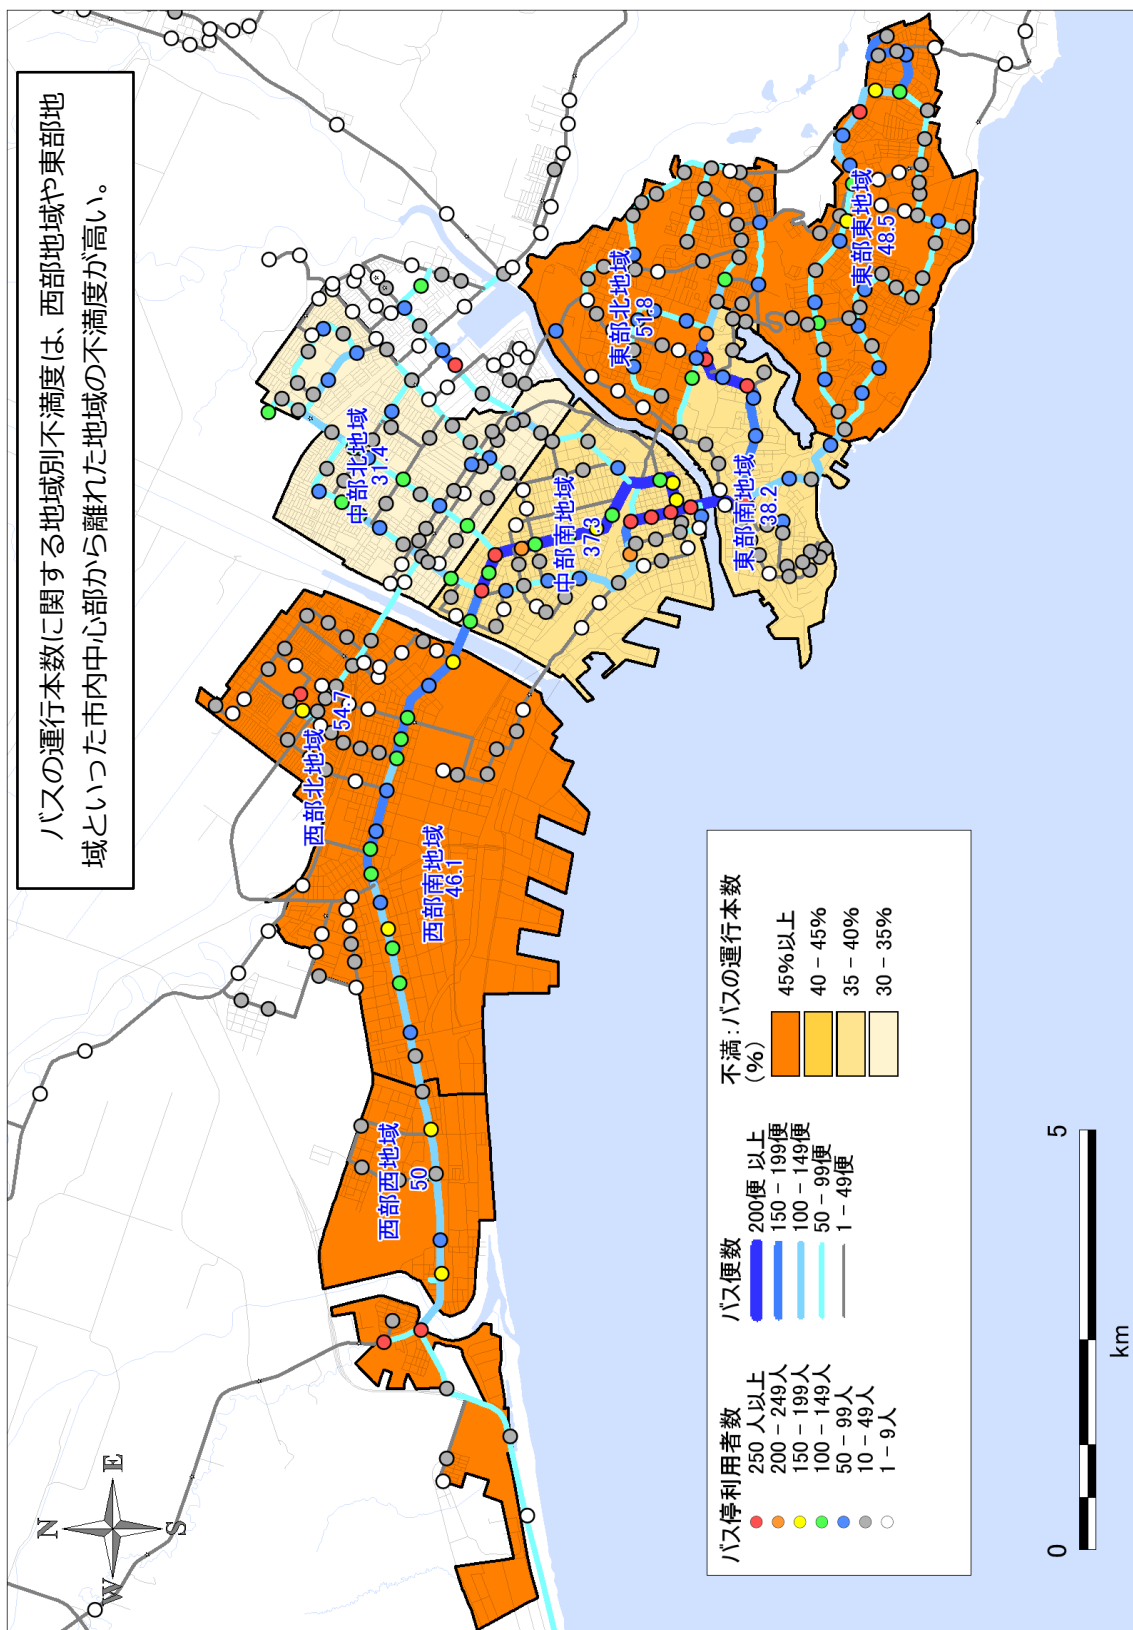 バスの運行本数に関する地域別不満度は、西部地域や東部地
域といった市内中心部から離れた地域の不満度が高い。
N
W
E
S
西部西地域
50
西部南地域
46.1
西部北地域
54.7
中部北地域
31.4
中部南地域
37.3
東部北地域
51.8
東部南地域
38.2
東部東地域
48.5
バス停利用者数
250 人以上
200 − 249人
150 − 199人
100 − 149人
50 − 99人
10 − 49人
1 − 9人
バス便数
200便 以上
150 − 199便
100 − 149便
50 − 99便
1 − 49便
不満:バスの運行本数
(%)
45%以上
40 − 45%
35 − 40%
30 − 35%
0
5
km